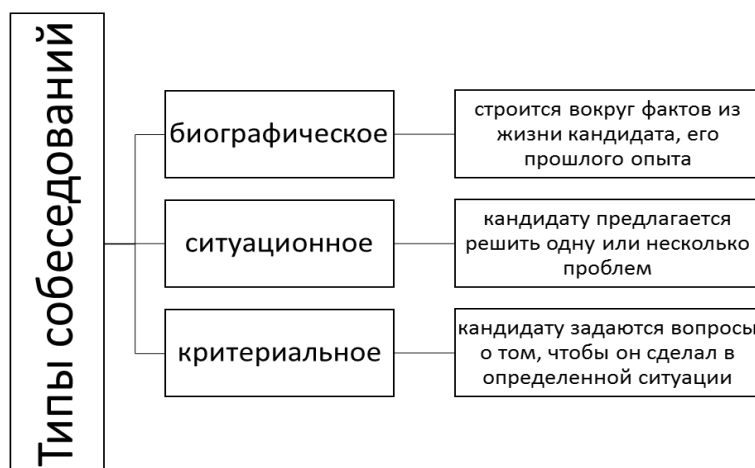 Типы собеседований
биографическое
строится вокруг фактов из
жизни кандидата, его
прошлого опыта
ситуационное
кандидату предлагается
решить одну или несколько
проблем
критериальное
кандидату задаются вопросы
о том, чтобы он сделал в
определенной ситуации